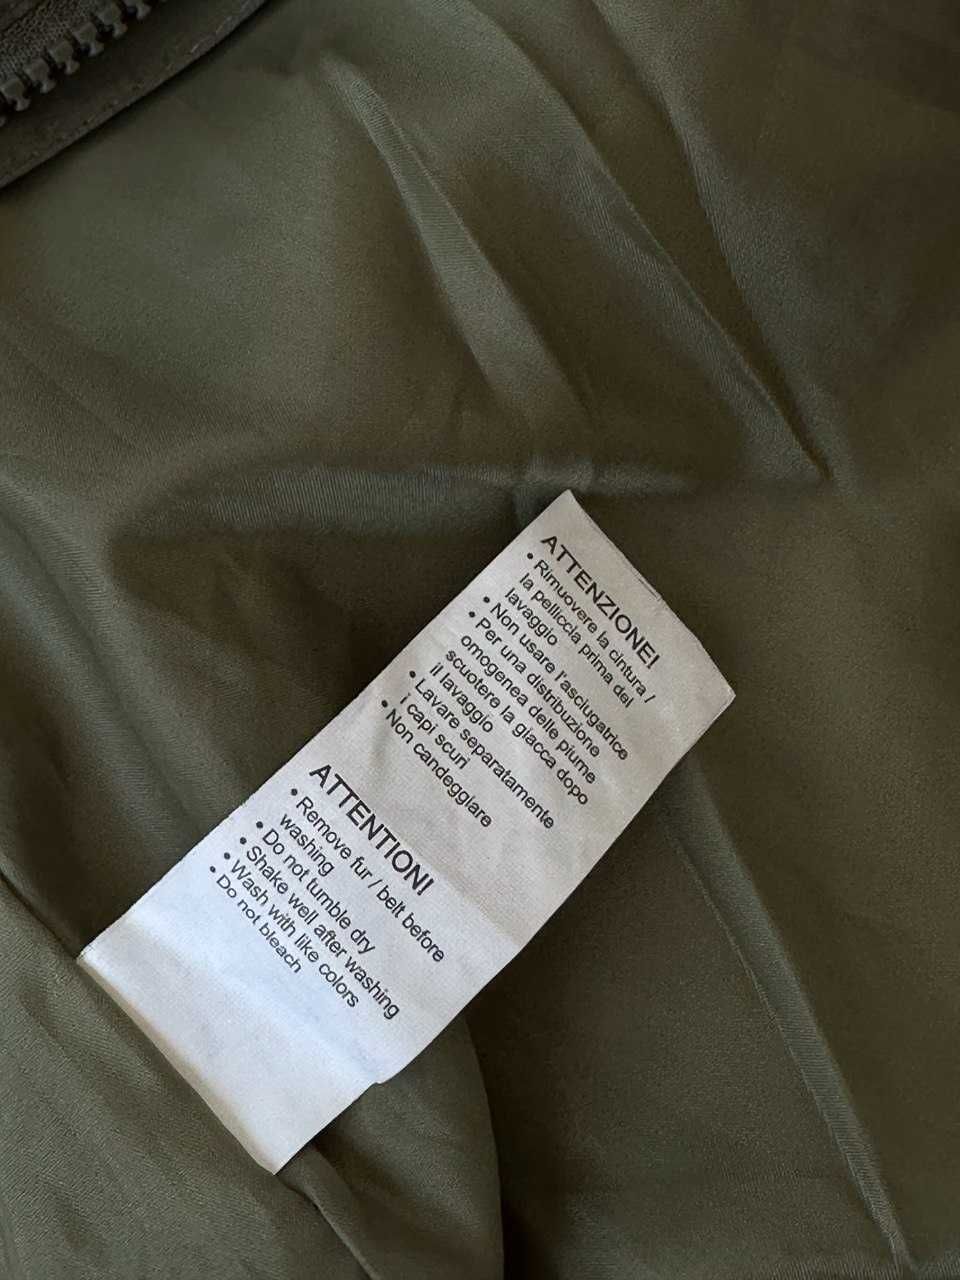 ATTENZIONE!
• Rimuovere la cintura /
la pelliccia prima del
lavaggio
• Non usare l'asciugatrice
• Per una distribuzione
omogenea delle piume
scuotere la giacca dopo
il lavaggio
• Lavare separatamente
i capi scuri
• Non candeggiare
ATTENTION!
• Remove fur / belt before
washing
• Do not tumble dry
• Shake well after washing
• Wash with like colors
• Do not bleach